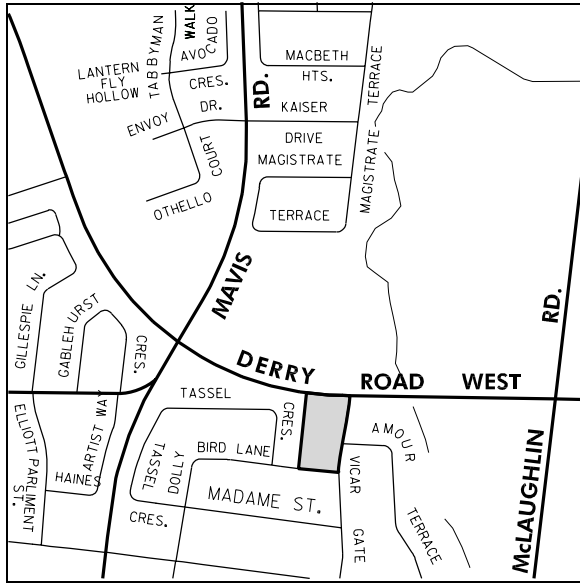 WALK
TABBYMAN
AVOCADO
LANTERN
FLY
HOLLOW
CRES.
MACBETH
HTS.
TERRACE
RD.
DR.
KAISER
ENVOY
DRIVE
MAGISTRATE
COURT
MAGISTRATE
OTHELLO
TERRACE
MAVIS
GILLESPIE LN.
GABLEHURST
CRES.
RD.
DERRY ROAD WEST
TASSEL
CRES.
AMOUR
ELLIOTT PARLIMENT
ST.
ARTIST WAY
HAINES
TASSEL
DOLLY
BIRD LANE
VICAR
McLAUGHLIN
MADAME ST.
CRES.
GATE
TERRACE